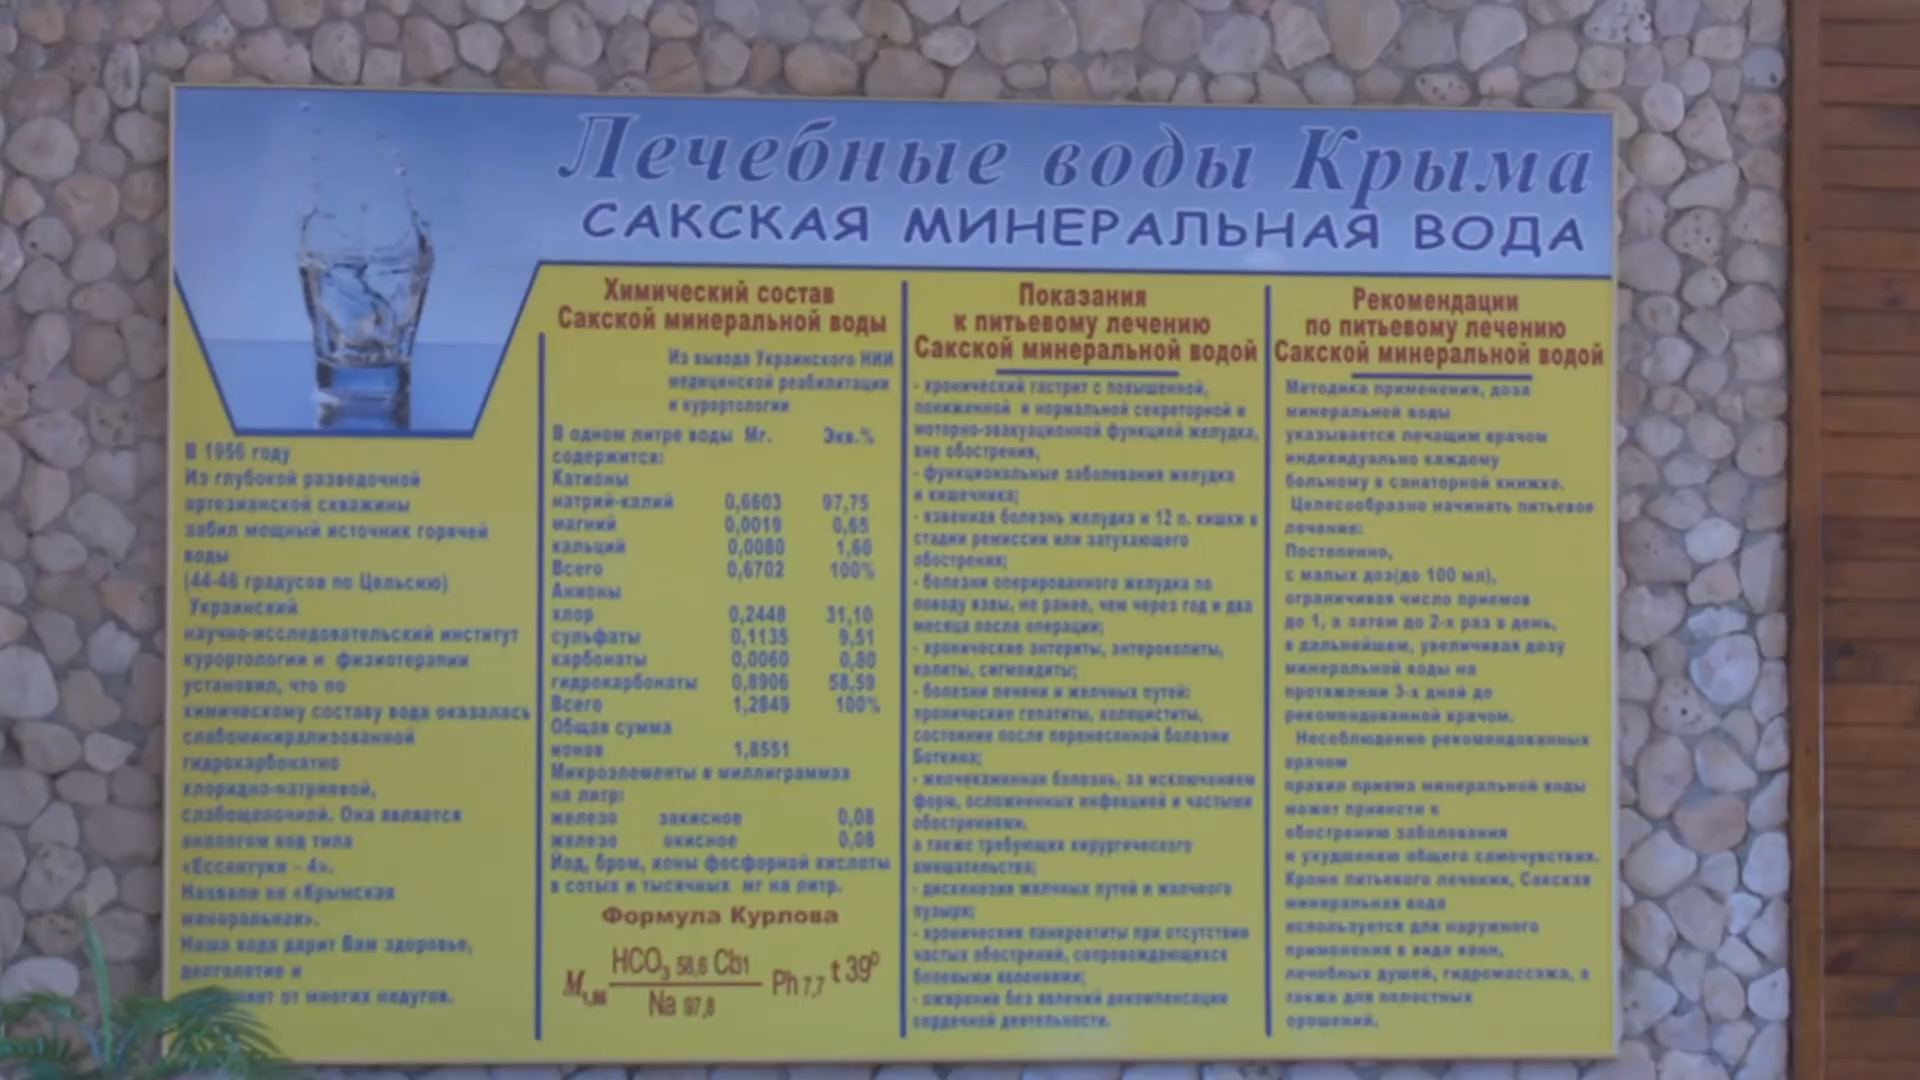 Лечебные воды Крыма
САКСКАЯ МИНЕРАЛЬНАЯ ВОДА
В 1956 году
Из глубокой разведочной
артезианской скважины
забил мощный источник горячей
воды
(44-46 градусов по Цельсию)
Украинский
научно-исследовательский институт
курортологии и физиотерапии
установил, что по
химическому составу вода оказалась
слабоминирализованной
гидрокарбонатно
хлоридно-натриевой,
слабощелочной. Она является
аналогом вод типа
«Ессентуки - 4».
Назвали ее «Крымская
минеральная».
Наша вода дарит Вам здоровье,
долголетие и
от многих недугов.
Химический состав
Сакской минеральной воды
Из вывода Украинского НИИ
медицинской реабилитации
и курортологии
В одном литре воды Мг. Экв.%
содержится:
Катионы
натрий-калий 0,6603 97,75
магний 0,0019 0,65
кальций 0,0080 1,60
Всего 0,6702 100%
Анионы
хлор 0,2448 31,10
сульфаты 0,1135 9,51
карбонаты 0,0060 0,80
гидрокарбонаты 0,8906 58,59
Всего 1,2849 100%
Общая сумма
ионов 1,8551
Микроэлементы в миллиграммах
на литр:
железо закисное 0,08
железо окисное 0,08
Иод, бром, ионы фосфорной кислоты
в сотых и тысячных мг на литр.
Формула Курлова
HCO3 58,6 Cl31
M Ph 7,7 t 39°
Na 97,8
Показания
к питьевому лечению
Сакской минеральной водой
- хронический гастрит с повышенной,
пониженной и нормальной секреторной и
моторно-эвакуационной функцией желудка,
вне обострения,
- функциональные заболевания желудка
и кишечника;
- язвенная болезнь желудка и 12 п. кишки в
стадии ремиссии или затухающего
обострения;
- болезни оперированного желудка по
поводу язвы, не ранее, чем через год и два
месяца после операции;
- хронические энтериты, энтероколиты,
колиты, сигмоидиты;
- болезни печени и желчных путей:
хронические гепатиты, холециститы,
состояние после перенесенной болезни
Боткина;
- желчекаменная болезнь, за исключением
форм, осложненных инфекцией и частыми
обострениями,
а также требующих хирургического
вмешательства;
- дискинезия желчных путей и желчного
пузыря;
- хронические панкреатиты при отсутствии
частых обострений, сопровождающихся
болевыми явлениями;
- ожирение без явлений декомпенсации
сердечной деятельности.
Рекомендации
по питьевому лечению
Сакской минеральной водой
Методика применения, доза
минеральной воды
указывается лечащим врачом
индивидуально каждому
больному в санаторной книжке.
Целесообразно начинать питьевое
лечение:
Постепенно,
с малых доз(до 100 мл),
ограничивая число приемов
до 1, а затем до 2-х раз в день,
в дальнейшем, увеличивая дозу
минеральной воды на
протяжении 3-х дней до
рекомендованной врачом.
Несоблюдение рекомендованных
врачом
правил приема минеральной воды
может привести к
обострению заболевания
и ухудшению общего самочувствия.
Кроме питьевого лечения, Сакская
минеральная вода
используется для наружного
применения в виде ванн,
лечебных душей, гидромассажа, а
также для полостных
орошений.